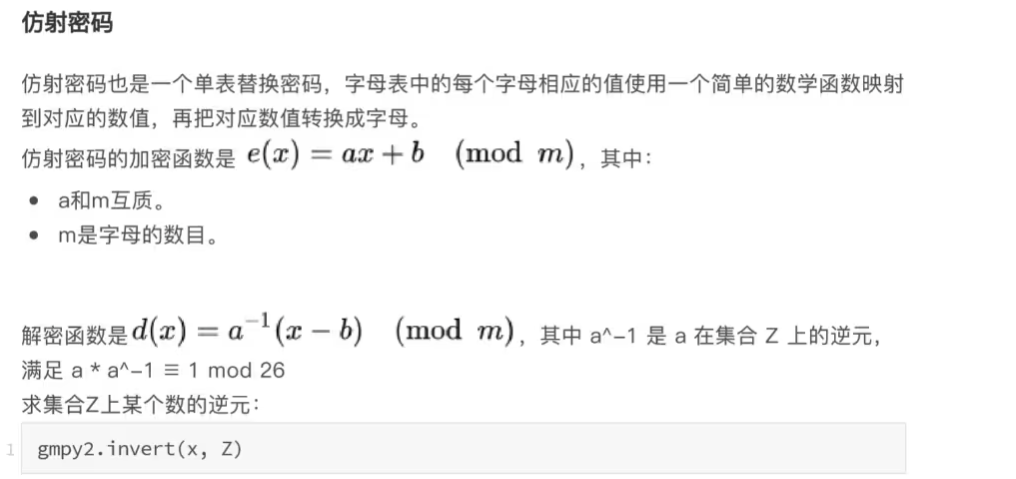 仿射密码
仿射密码也是一个单表替换密码，字母表中的每个字母相应的值使用一个简单的数学函数映射
到对应的数值，再把对应数值转换成字母。
仿射密码的加密函数是 e(x) = ax + b (mod m)，其中：
• a和m互质。
• m是字母的数目。
解密函数是d(x) = a⁻¹(x − b) (mod m)，其中 a^-1 是 a 在集合 Z 上的逆元，
满足 a * a^-1 ≡ 1 mod 26
求集合Z上某个数的逆元：
1 gmpy2.invert(x, Z)